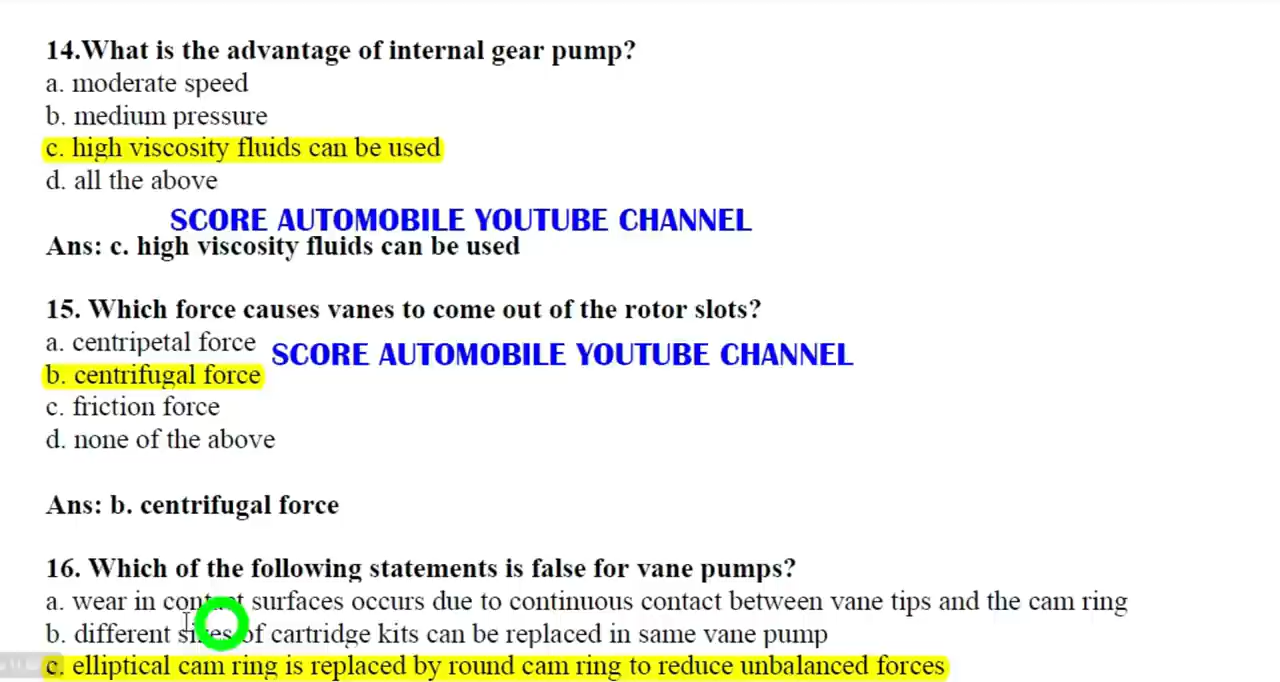 14.What is the advantage of internal gear pump?
a. moderate speed
b. medium pressure
c. high viscosity fluids can be used
d. all the above
SCORE AUTOMOBILE YOUTUBE CHANNEL
Ans: c. high viscosity fluids can be used
15. Which force causes vanes to come out of the rotor slots?
a. centripetal force
SCORE AUTOMOBILE YOUTUBE CHANNEL
b. centrifugal force
c. friction force
d. none of the above
Ans: b. centrifugal force
16. Which of the following statements is false for vane pumps?
a. wear in contact surfaces occurs due to continuous contact between vane tips and the cam ring
b. different sizes of cartridge kits can be replaced in same vane pump
c. elliptical cam ring is replaced by round cam ring to reduce unbalanced forces